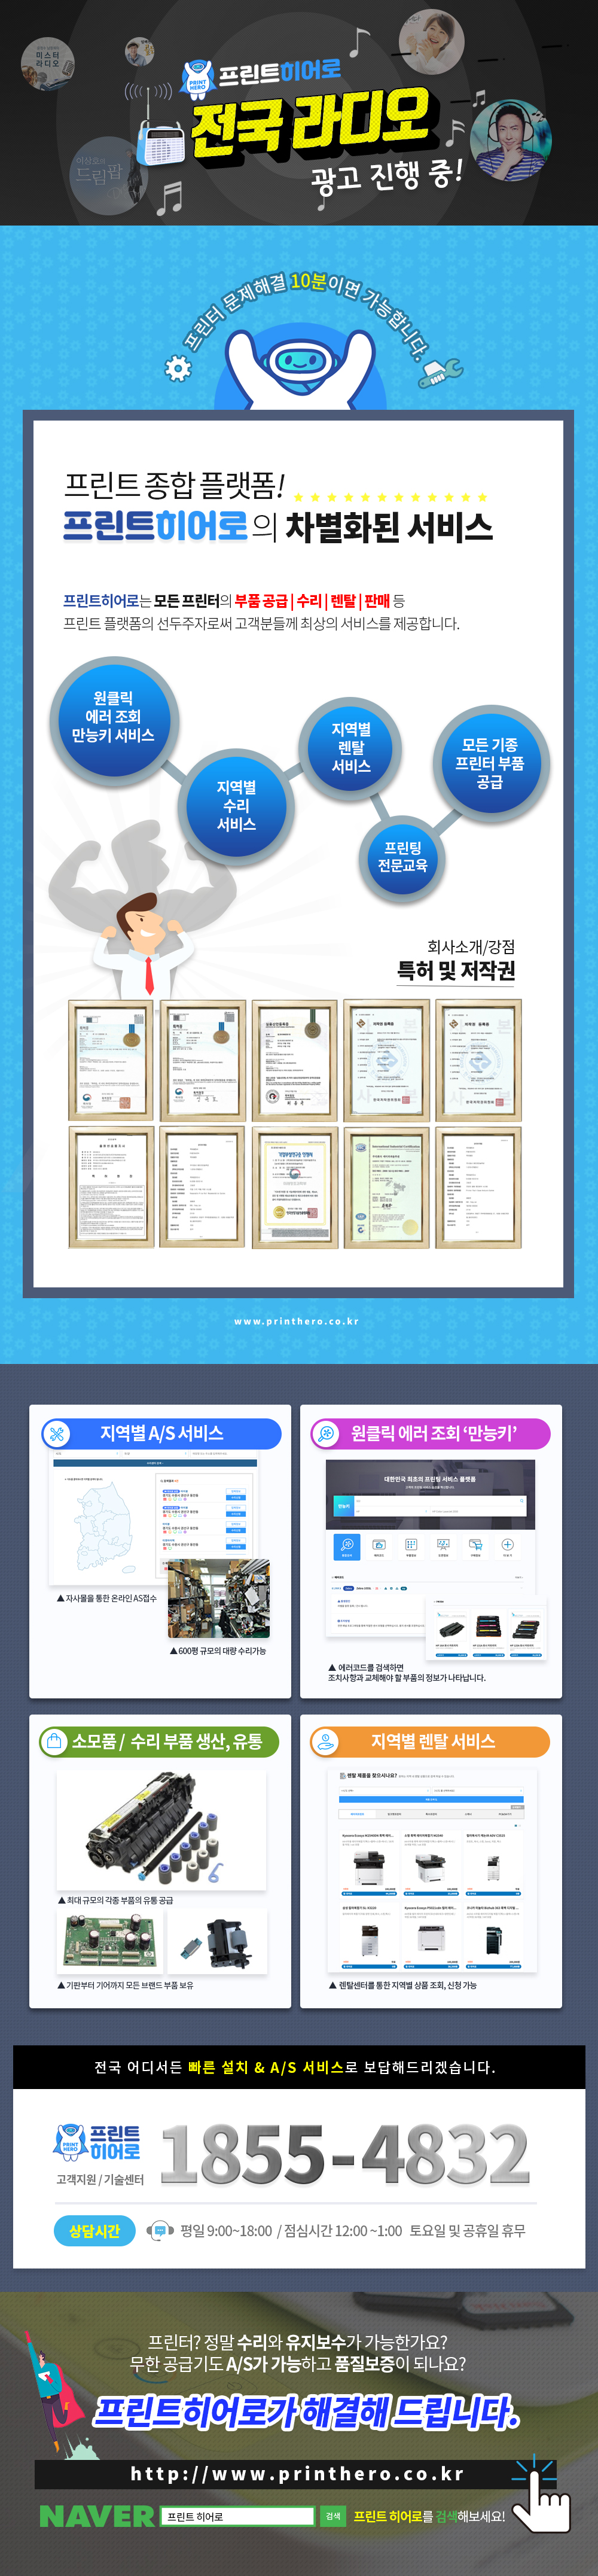 미스터
라디오
PRINT
HERO
프린트히어로
전국 라디오
이상호의
드림팝
광고 진행 중!
프린터 문제해결 10분이면 가능합니다.
프린트 종합 플랫폼!
프린트히어로의 차별화된 서비스
프린트히어로는 모든 프린터의 부품 공급 | 수리 | 렌탈 | 판매 등
프린트 플랫폼의 선두주자로써 고객분들께 최상의 서비스를 제공합니다.
원클릭
에러 조회
만능키 서비스
지역별
수리
서비스
지역별
렌탈
서비스
프린팅
전문교육
모든 기종
프린터 부품
공급
회사소개/강점
특허 및 저작권
www.printhero.co.kr
지역별 A/S 서비스
▲ 자사몰을 통한 온라인 AS접수
▲ 600평 규모의 대량 수리가능
원클릭 에러 조회 ‘만능키’
대한민국 최초의 프린팅 서비스 플랫폼
만능키
▲ 에러코드를 검색하면
조치사항과 교체해야 할 부품의 정보가 나타납니다.
소모품 / 수리 부품 생산, 유통
▲ 최대 규모의 각종 부품의 유통 공급
▲ 기판부터 기어까지 모든 브랜드 부품 보유
지역별 렌탈 서비스
렌탈 제품을 찾으시나요?
▲ 렌탈센터를 통한 지역별 상품 조회, 신청 가능
전국 어디서든 빠른 설치 & A/S 서비스로 보답해드리겠습니다.
PRINT
HERO
프린트
히어로
고객지원 / 기술센터
1855-4832
상담시간
평일 9:00~18:00 / 점심시간 12:00 ~1:00 토요일 및 공휴일 휴무
프린터? 정말 수리와 유지보수가 가능한가요?
무한 공급기도 A/S가 가능하고 품질보증이 되나요?
프린트히어로가 해결해 드립니다.
http://www.printhero.co.kr
NAVER
프린트 히어로
검색
프린트 히어로를 검색해보세요!